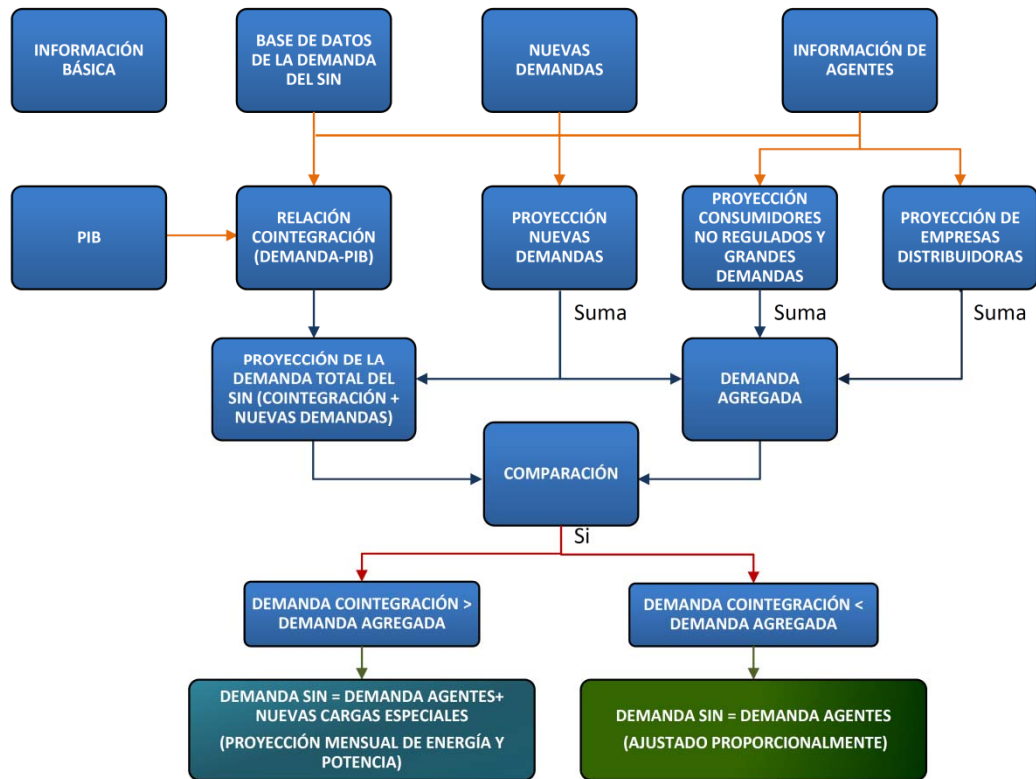 INFORMACIÓN
BÁSICA
BASE DE DATOS
DE LA DEMANDA
DEL SIN
NUEVAS
DEMANDAS
INFORMACIÓN DE
AGENTES
PIB
RELACIÓN
COINTEGRACIÓN
(DEMANDA-PIB)
PROYECCIÓN
NUEVAS
DEMANDAS
PROYECCIÓN
CONSUMIDORES
NO REGULADOS Y
GRANDES
DEMANDAS
PROYECCIÓN DE
EMPRESAS
DISTRIBUIDORAS
Suma
Suma
Suma
PROYECCIÓN DE LA
DEMANDA TOTAL DEL
SIN (COINTEGRACIÓN +
NUEVAS DEMANDAS)
DEMANDA
AGREGADA
COMPARACIÓN
Si
DEMANDA COINTEGRACIÓN >
DEMANDA AGREGADA
DEMANDA COINTEGRACIÓN <
DEMANDA AGREGADA
DEMANDA SIN = DEMANDA AGENTES+
NUEVAS CARGAS ESPECIALES
(PROYECCIÓN MENSUAL DE ENERGÍA Y
POTENCIA)
DEMANDA SIN = DEMANDA AGENTES
(AJUSTADO PROPORCIONALMENTE)